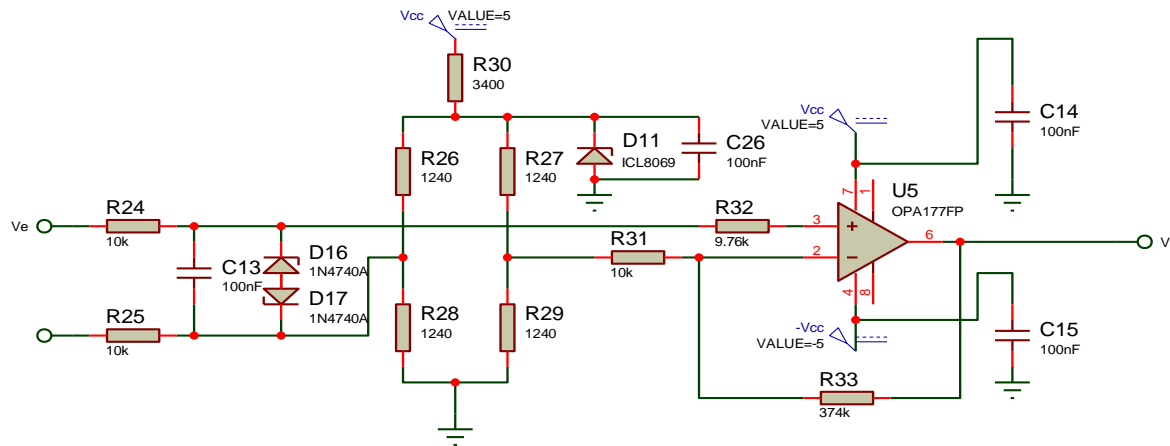 Vcc VALUE=5
R30
3400
R26
1240
R27
1240
D11
ICL8069
C26
100nF
Vcc
VALUE=5
C14
100nF
Ve
R24
10k
C13
100nF
D16
1N4740A
D17
1N4740A
R25
10k
R28
1240
R29
1240
R31
10k
R32
9.76k
7
1
U5
OPA177FP
3
2
6
4
8
V
-Vcc
VALUE=-5
C15
100nF
R33
374k